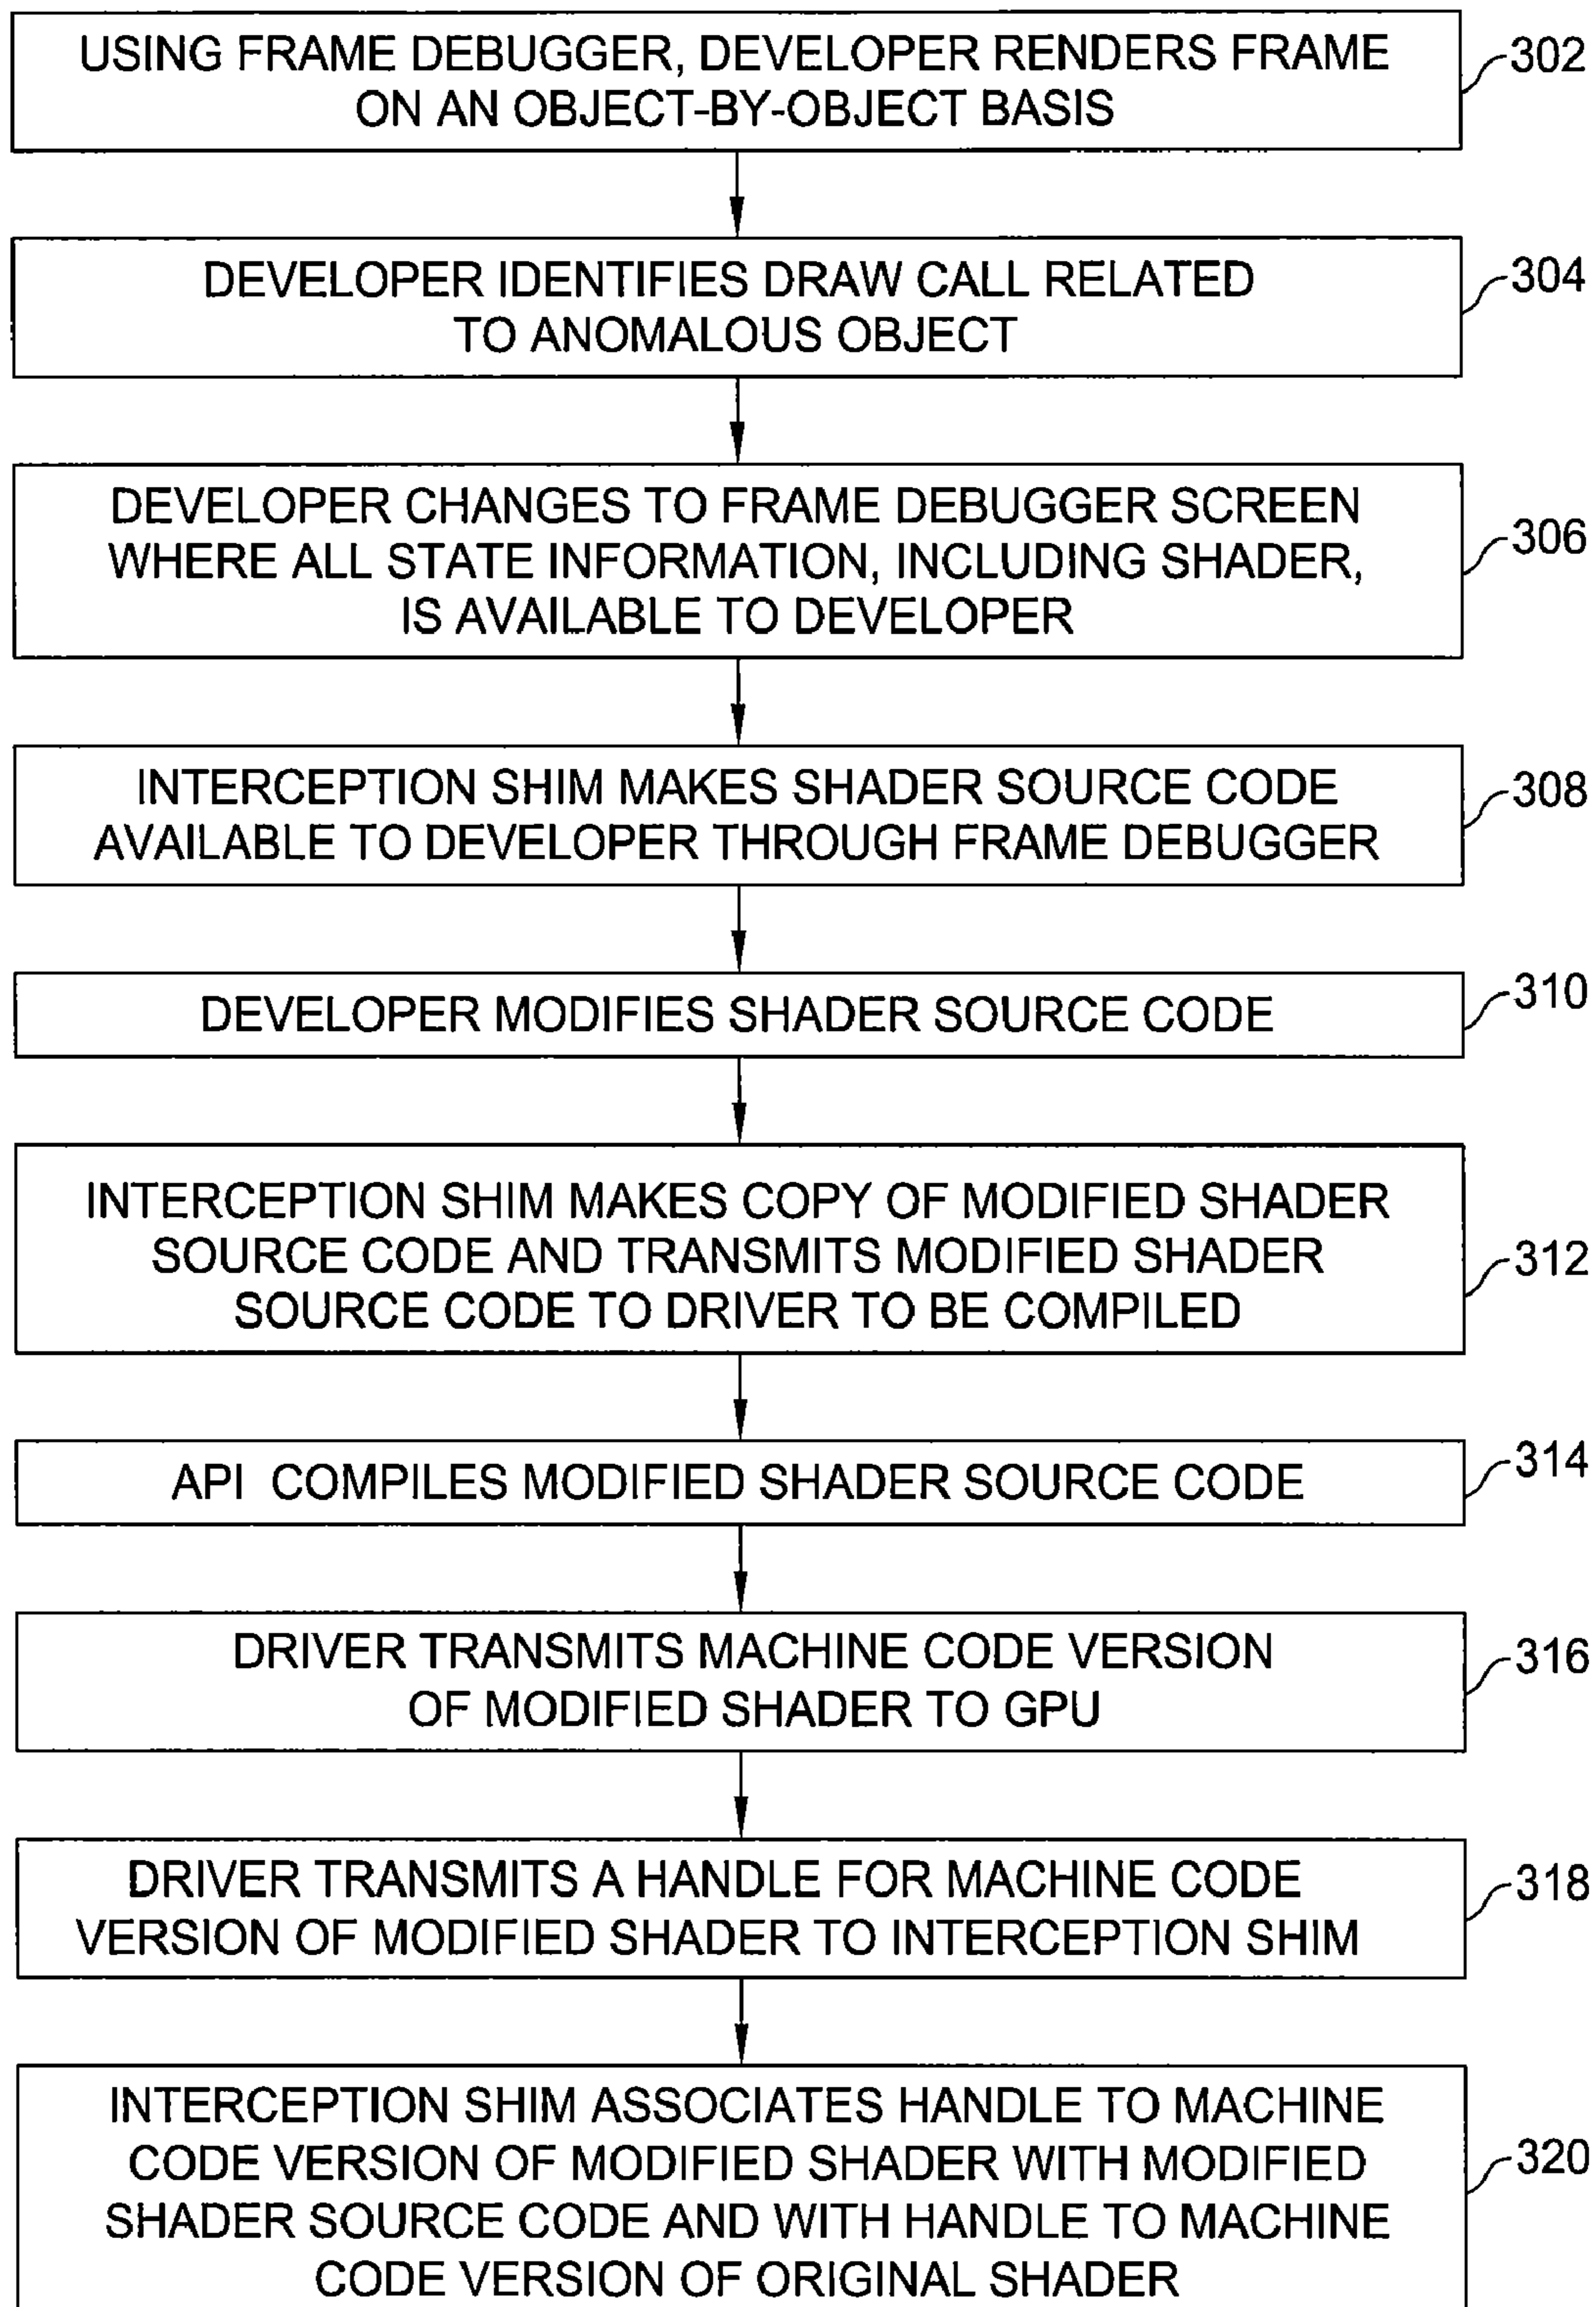 USING FRAME DEBUGGER, DEVELOPER RENDERS FRAME
ON AN OBJECT-BY-OBJECT BASIS
302
DEVELOPER IDENTIFIES DRAW CALL RELATED
TO ANOMALOUS OBJECT
304
DEVELOPER CHANGES TO FRAME DEBUGGER SCREEN
WHERE ALL STATE INFORMATION, INCLUDING SHADER,
IS AVAILABLE TO DEVELOPER
306
INTERCEPTION SHIM MAKES SHADER SOURCE CODE
AVAILABLE TO DEVELOPER THROUGH FRAME DEBUGGER
308
DEVELOPER MODIFIES SHADER SOURCE CODE
310
INTERCEPTION SHIM MAKES COPY OF MODIFIED SHADER
SOURCE CODE AND TRANSMITS MODIFIED SHADER
SOURCE CODE TO DRIVER TO BE COMPILED
312
API COMPILES MODIFIED SHADER SOURCE CODE
314
DRIVER TRANSMITS MACHINE CODE VERSION
OF MODIFIED SHADER TO GPU
316
DRIVER TRANSMITS A HANDLE FOR MACHINE CODE
VERSION OF MODIFIED SHADER TO INTERCEPTION SHIM
318
INTERCEPTION SHIM ASSOCIATES HANDLE TO MACHINE
CODE VERSION OF MODIFIED SHADER WITH MODIFIED
SHADER SOURCE CODE AND WITH HANDLE TO MACHINE
CODE VERSION OF ORIGINAL SHADER
320